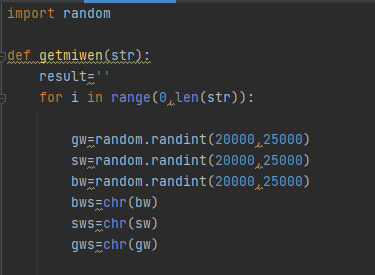 import random
def getmiwen(str):
    result=''
    for i in range(0,len(str)):
        gw=random.randint(20000,25000)
        sw=random.randint(20000,25000)
        bw=random.randint(20000,25000)
        bws=chr(bw)
        sws=chr(sw)
        gws=chr(gw)